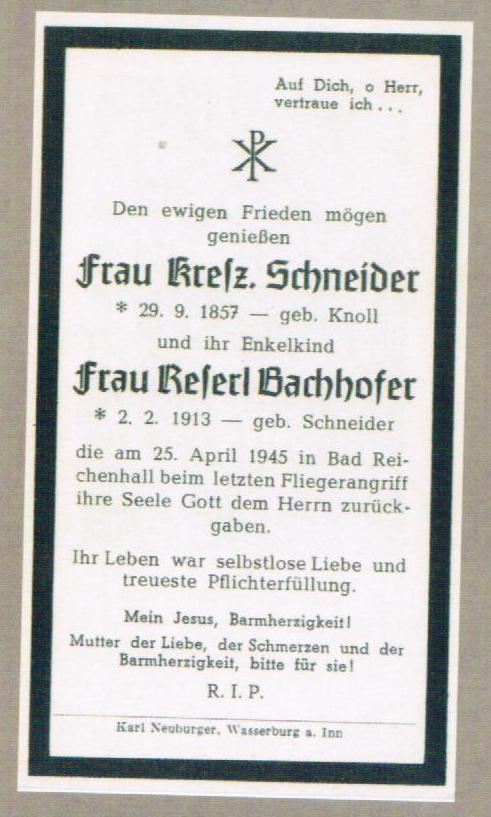 Auf Dich, o Herr,
vertraue ich . . .
Den ewigen Frieden mögen
genießen
Frau Kresz. Schneider
* 29. 9. 1857 — geb. Knoll
und ihr Enkelkind
Frau Reserl Bachhofer
* 2. 2. 1913 — geb. Schneider
die am 25. April 1945 in Bad Rei-
chenhall beim letzten Fliegerangriff
ihre Seele Gott dem Herrn zurück-
gaben.
Ihr Leben war selbstlose Liebe und
treueste Pflichterfüllung.
Mein Jesus, Barmherzigkeit!
Mutter der Liebe, der Schmerzen und der
Barmherzigkeit, bitte für sie!
R. I. P.
Karl Neuburger, Wasserburg a. Inn